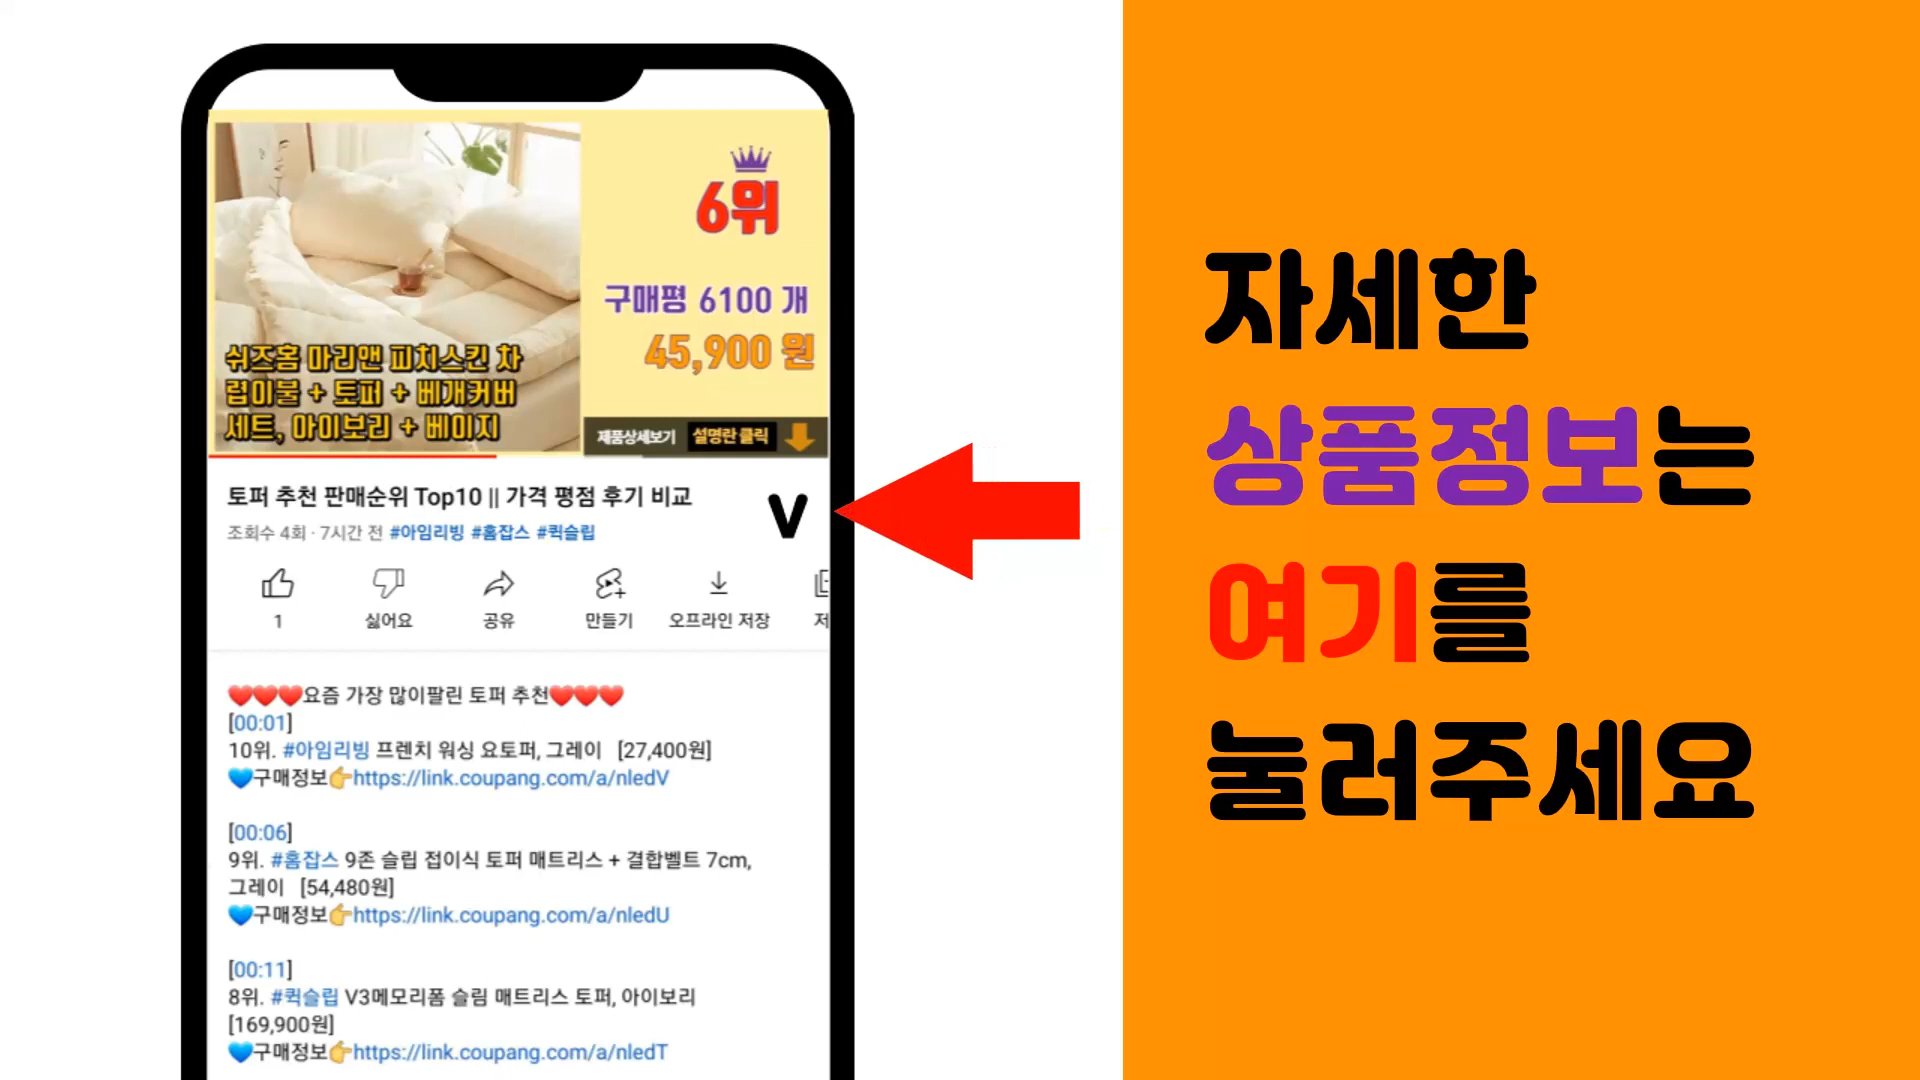 6위
구매평 6100 개
45,900 원
쉬즈홈 마리앤 피치스킨 차
렵이불 + 토퍼 + 베개커버
세트, 아이보리 + 베이지
제품상세보기 설명란 클릭
토퍼 추천 판매순위 Top10 || 가격 평점 후기 비교
V
조회수 4회 · 7시간 전 #아임리빙 #홈잡스 #퀵슬립
1 싫어요 공유 만들기 오프라인 저장 저
❤️❤️❤️요즘 가장 많이팔린 토퍼 추천❤️❤️❤️
[00:01]
10위. #아임리빙 프렌치 워싱 요토퍼, 그레이 [27,400원]
💙구매정보👉https://link.coupang.com/a/nledV
[00:06]
9위. #홈잡스 9존 슬립 접이식 토퍼 매트리스 + 결합벨트 7cm,
그레이 [54,480원]
💙구매정보👉https://link.coupang.com/a/nledU
[00:11]
8위. #퀵슬립 V3메모리폼 슬림 매트리스 토퍼, 아이보리
[169,900원]
💙구매정보👉https://link.coupang.com/a/nledT
자세한
상품정보는
여기를
눌러주세요